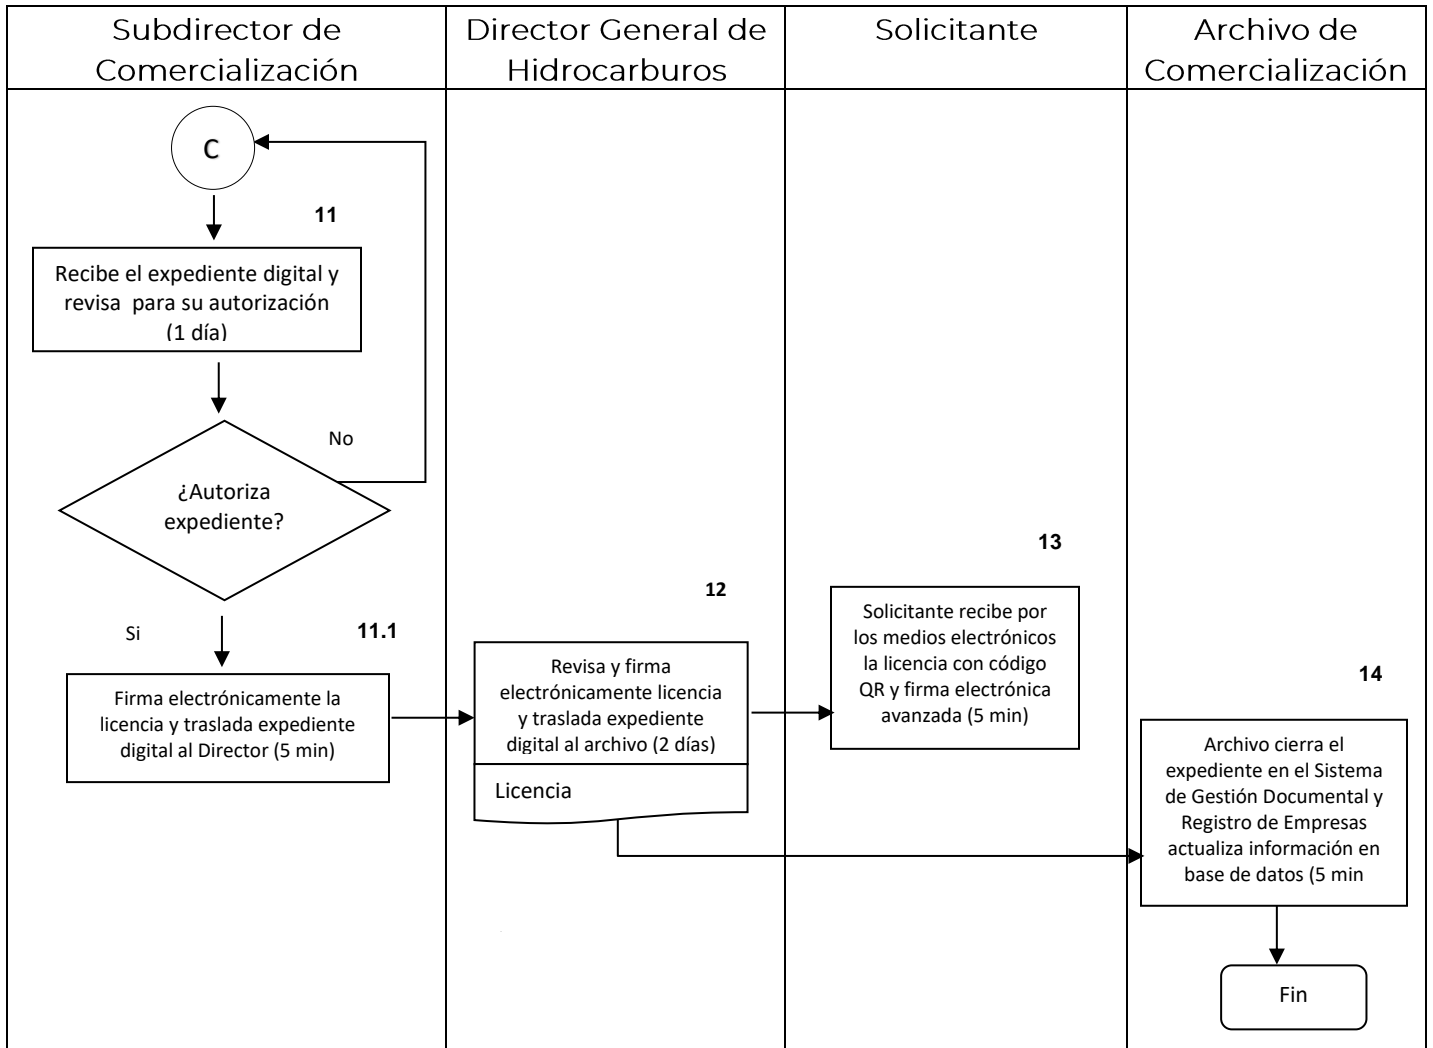 Subdirector de
Comercialización
Director General de
Hidrocarburos
Solicitante
Archivo de
Comercialización
C
11
Recibe el expediente digital y
revisa para su autorización
(1 día)
No
¿Autoriza
expediente?
Si
11.1
Firma electrónicamente la
licencia y traslada expediente
digital al Director (5 min)
12
Revisa y firma
electrónicamente licencia
y traslada expediente
digital al archivo (2 días)
Licencia
13
Solicitante recibe por
los medios electrónicos
la licencia con código
QR y firma electrónica
avanzada (5 min)
14
Archivo cierra el
expediente en el Sistema
de Gestión Documental y
Registro de Empresas
actualiza información en
base de datos (5 min
Fin